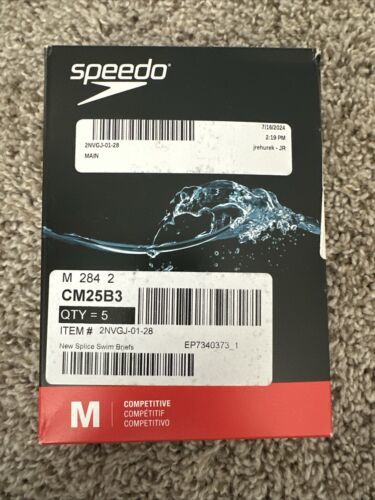 speedo
7/16/2024
2:19 PM
2NVGJ-01-28
MAIN
jrehurek - JR
M 284 2
CM25B3
QTY = 5
ITEM # 2NVGJ-01-28
New Splice Swim Briefs
EP7340373_1
M
COMPETITIVE
COMPÉTITIF
COMPETITIVO